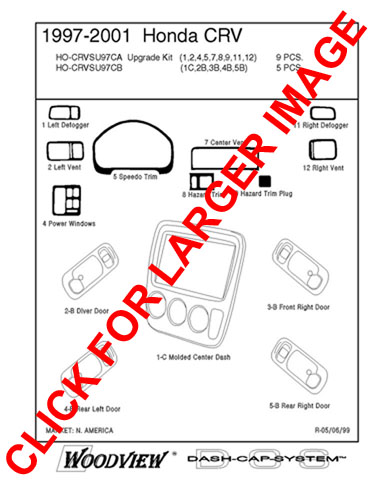 1997-2001 Honda CRV
HO-CRVSU97CA Upgrade Kit (1,2,4,5,7,8,9,11,12) 9 PCS.
HO-CRVSU97CB (1C,2B,3B,4B,5B) 5 PCS.
1 Left Defogger
11 Right Defogger
7 Center Vent
2 Left Vent
5 Speedo Trim
12 Right Vent
8 Hazard Trim
Hazard Trim Plug
4 Power Windows
2-B Dlver Door
3-B Front Right Door
1-C Molded Center Dash
4-B Rear Left Door
5-B Rear Right Door
MARKET: N. AMERICA
R-05/06/99
CLICK FOR LARGER IMAGE
WOODVIEW® DASH-CAP-SYSTEM™
DCS